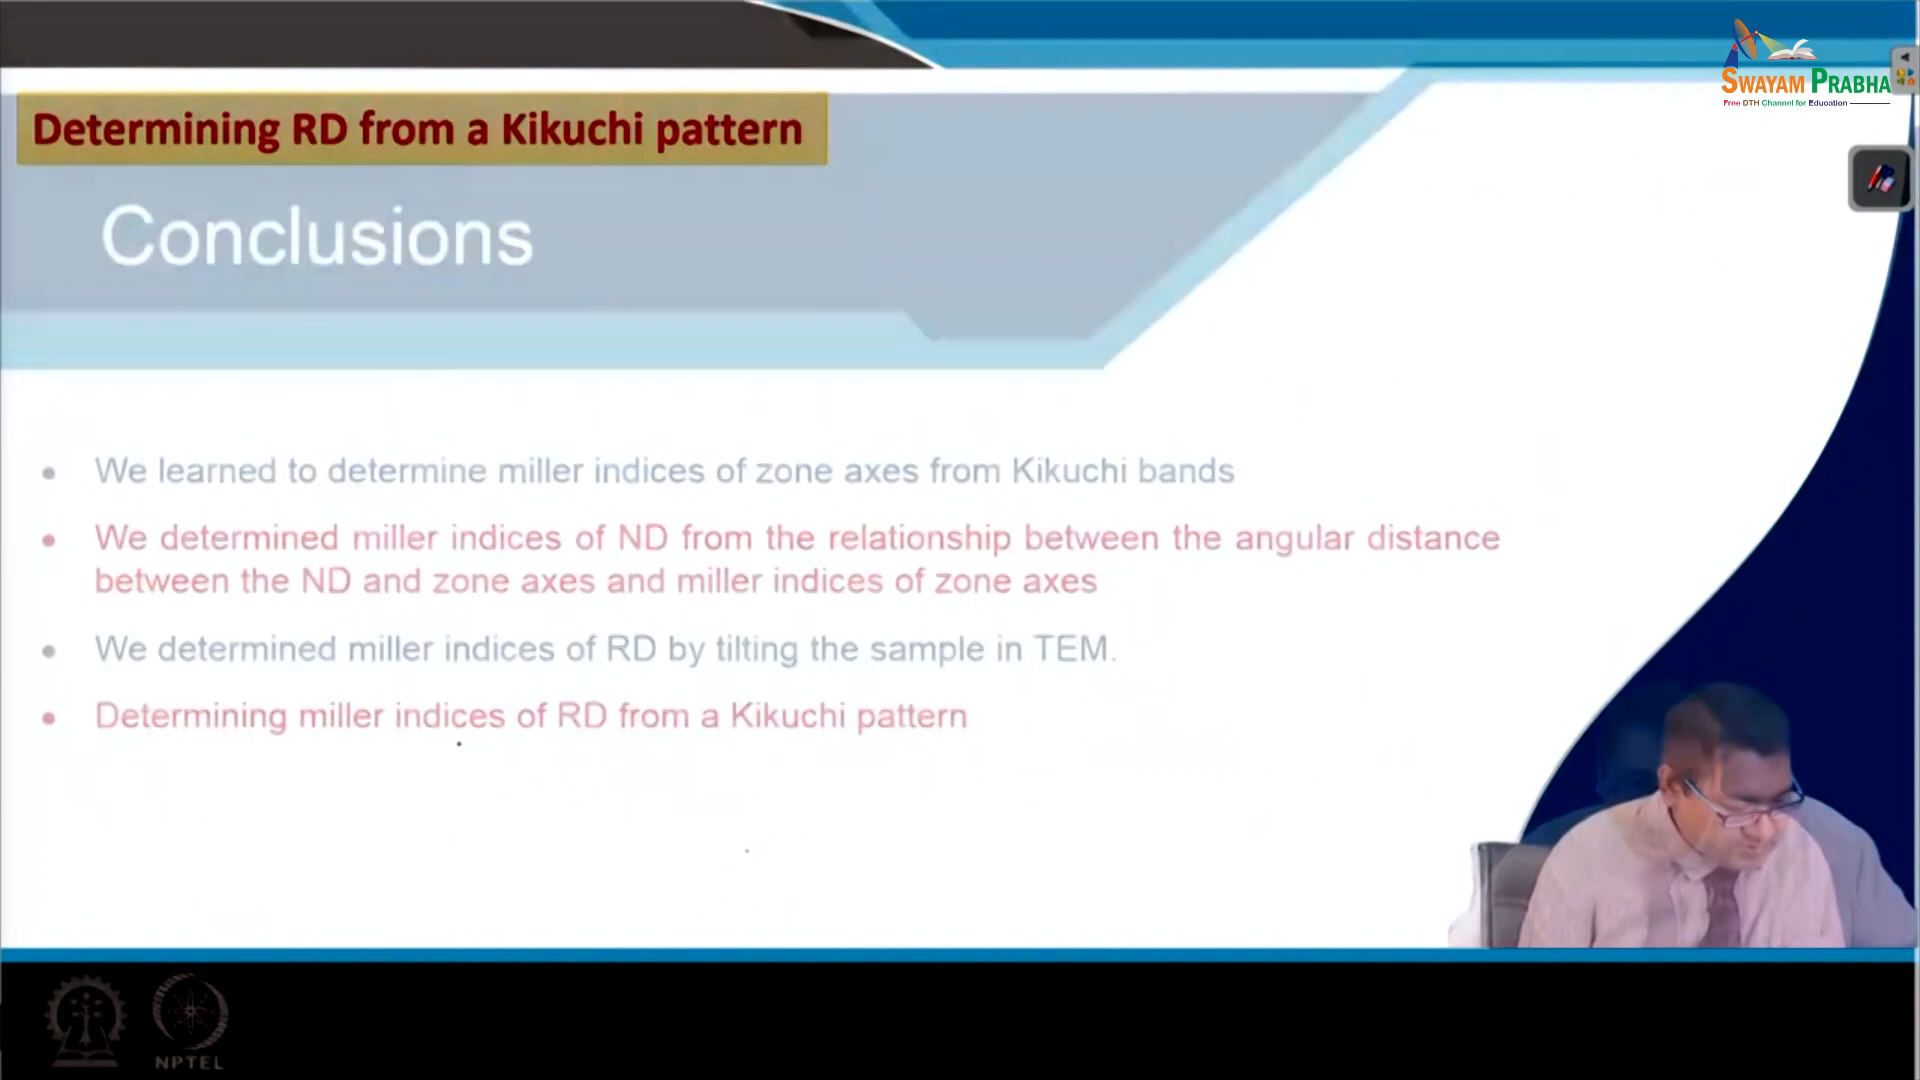 SWAYAM PRABHA
Free DTH Channel for Education
Determining RD from a Kikuchi pattern
Conclusions
• We learned to determine miller indices of zone axes from Kikuchi bands
• We determined miller indices of ND from the relationship between the angular distance
between the ND and zone axes and miller indices of zone axes
• We determined miller indices of RD by tilting the sample in TEM.
• Determining miller indices of RD from a Kikuchi pattern
NPTEL